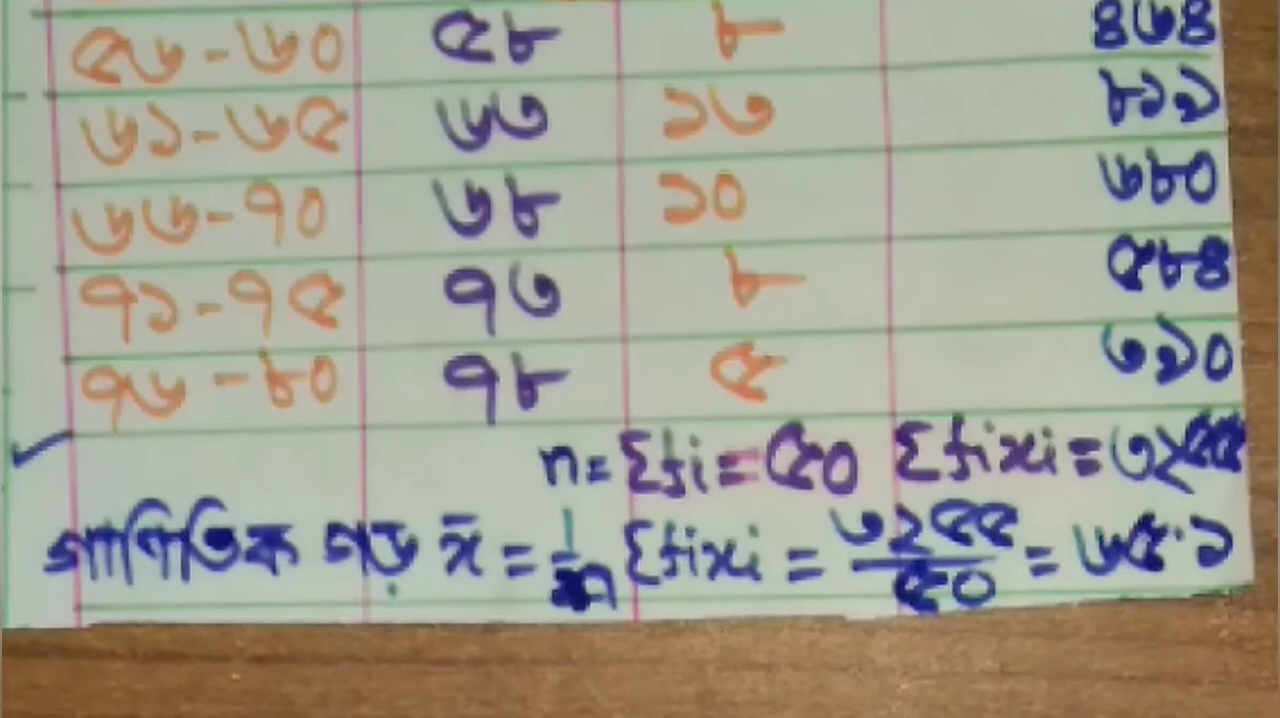 ৫৬-৬০ ৫৮ ৮ ৪৬৪
৬১-৬৫ ৬৩ ১৩ ৮১৯
৬৬-৭০ ৬৮ ১০ ৬৮০
৭১-৭৫ ৭৩ ৮ ৫৮৪
৭৬-৮০ ৭৮ ৫ ৩৯০
n=Σfi=৫০ Σfixi=৩২৫৫
গাণিতিক গড় x̄ = 1/n Σfixi = ৩২৫৫/৫০ = ৬৫.১